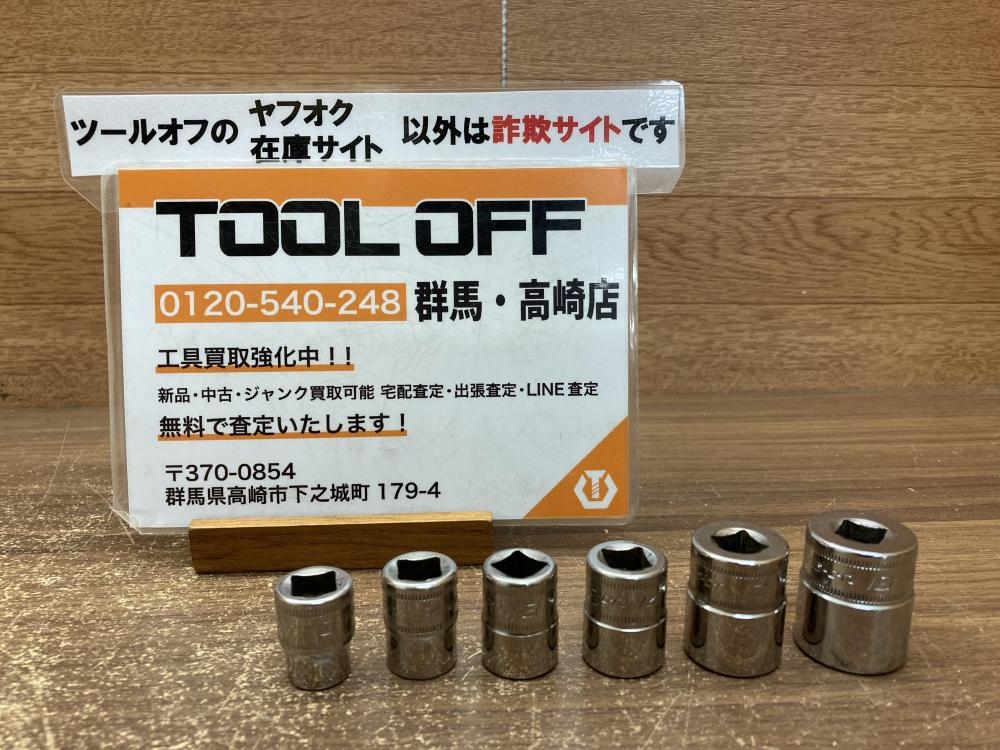 ツールオフの ヤフオク 在庫サイト 以外は詐欺サイトです
TOOL OFF
0120-540-248 群馬・高崎店
工具買取強化中！！
新品・中古・ジャンク買取可能 宅配査定・出張査定・LINE査定
無料で査定いたします！
〒370-0854
群馬県高崎市下之城町 179-4